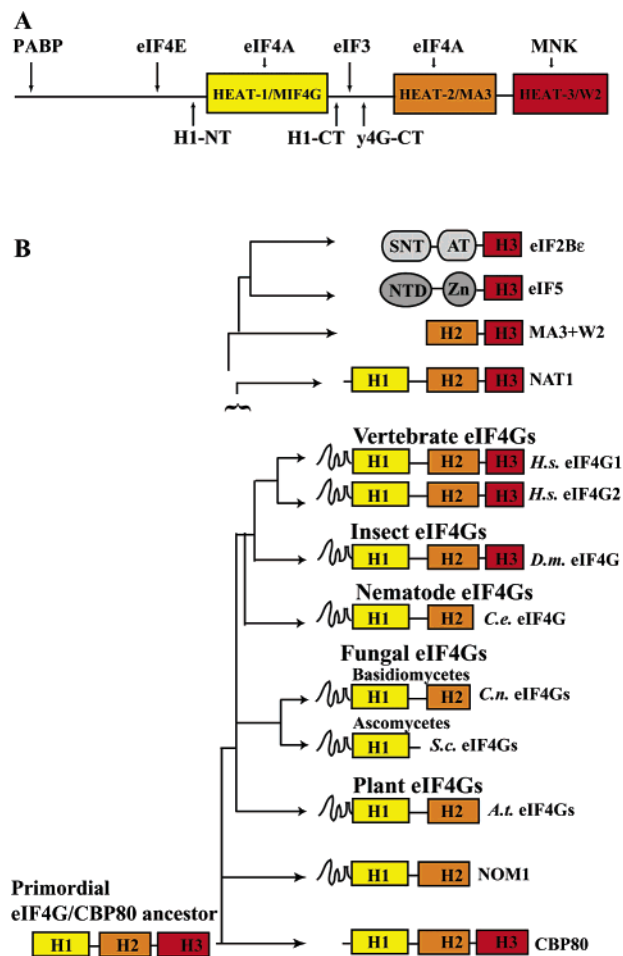 A
PABP eIF4E eIF4A eIF3 eIF4A MNK
HEAT-1/MIF4G HEAT-2/MA3 HEAT-3/W2
H1-NT H1-CT y4G-CT
B
SNT AT H3 eIF2Bε
NTD Zn H3 eIF5
H2 H3 MA3+W2
H1 H2 H3 NAT1
Vertebrate eIF4Gs
H1 H2 H3 H.s. eIF4G1
H1 H2 H3 H.s. eIF4G2
Insect eIF4Gs
H1 H2 H3 D.m. eIF4G
Nematode eIF4Gs
H1 H2 C.e. eIF4G
Fungal eIF4Gs
Basidiomycetes
H1 H2 C.n. eIF4Gs
Ascomycetes
H1 S.c. eIF4Gs
Plant eIF4Gs
H1 H2 A.t. eIF4Gs
H1 H2 NOM1
Primordial
eIF4G/CBP80 ancestor
H1 H2 H3 H1 H2 H3 CBP80